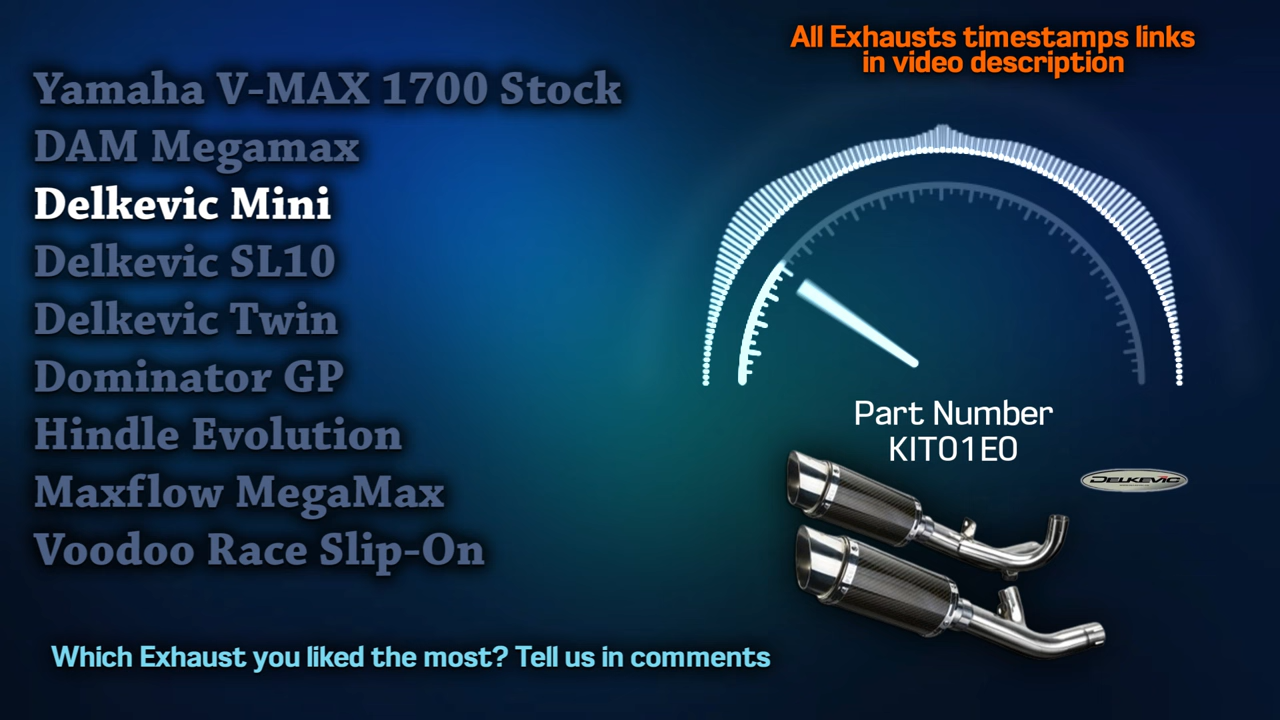 All Exhausts timestamps links
in video description
Yamaha V-MAX 1700 Stock
DAM Megamax
Delkevic Mini
Delkevic SL10
Delkevic Twin
Dominator GP
Hindle Evolution
Maxflow MegaMax
Voodoo Race Slip-On
Part Number
KIT01E0
DELKEVIC
Which Exhaust you liked the most? Tell us in comments